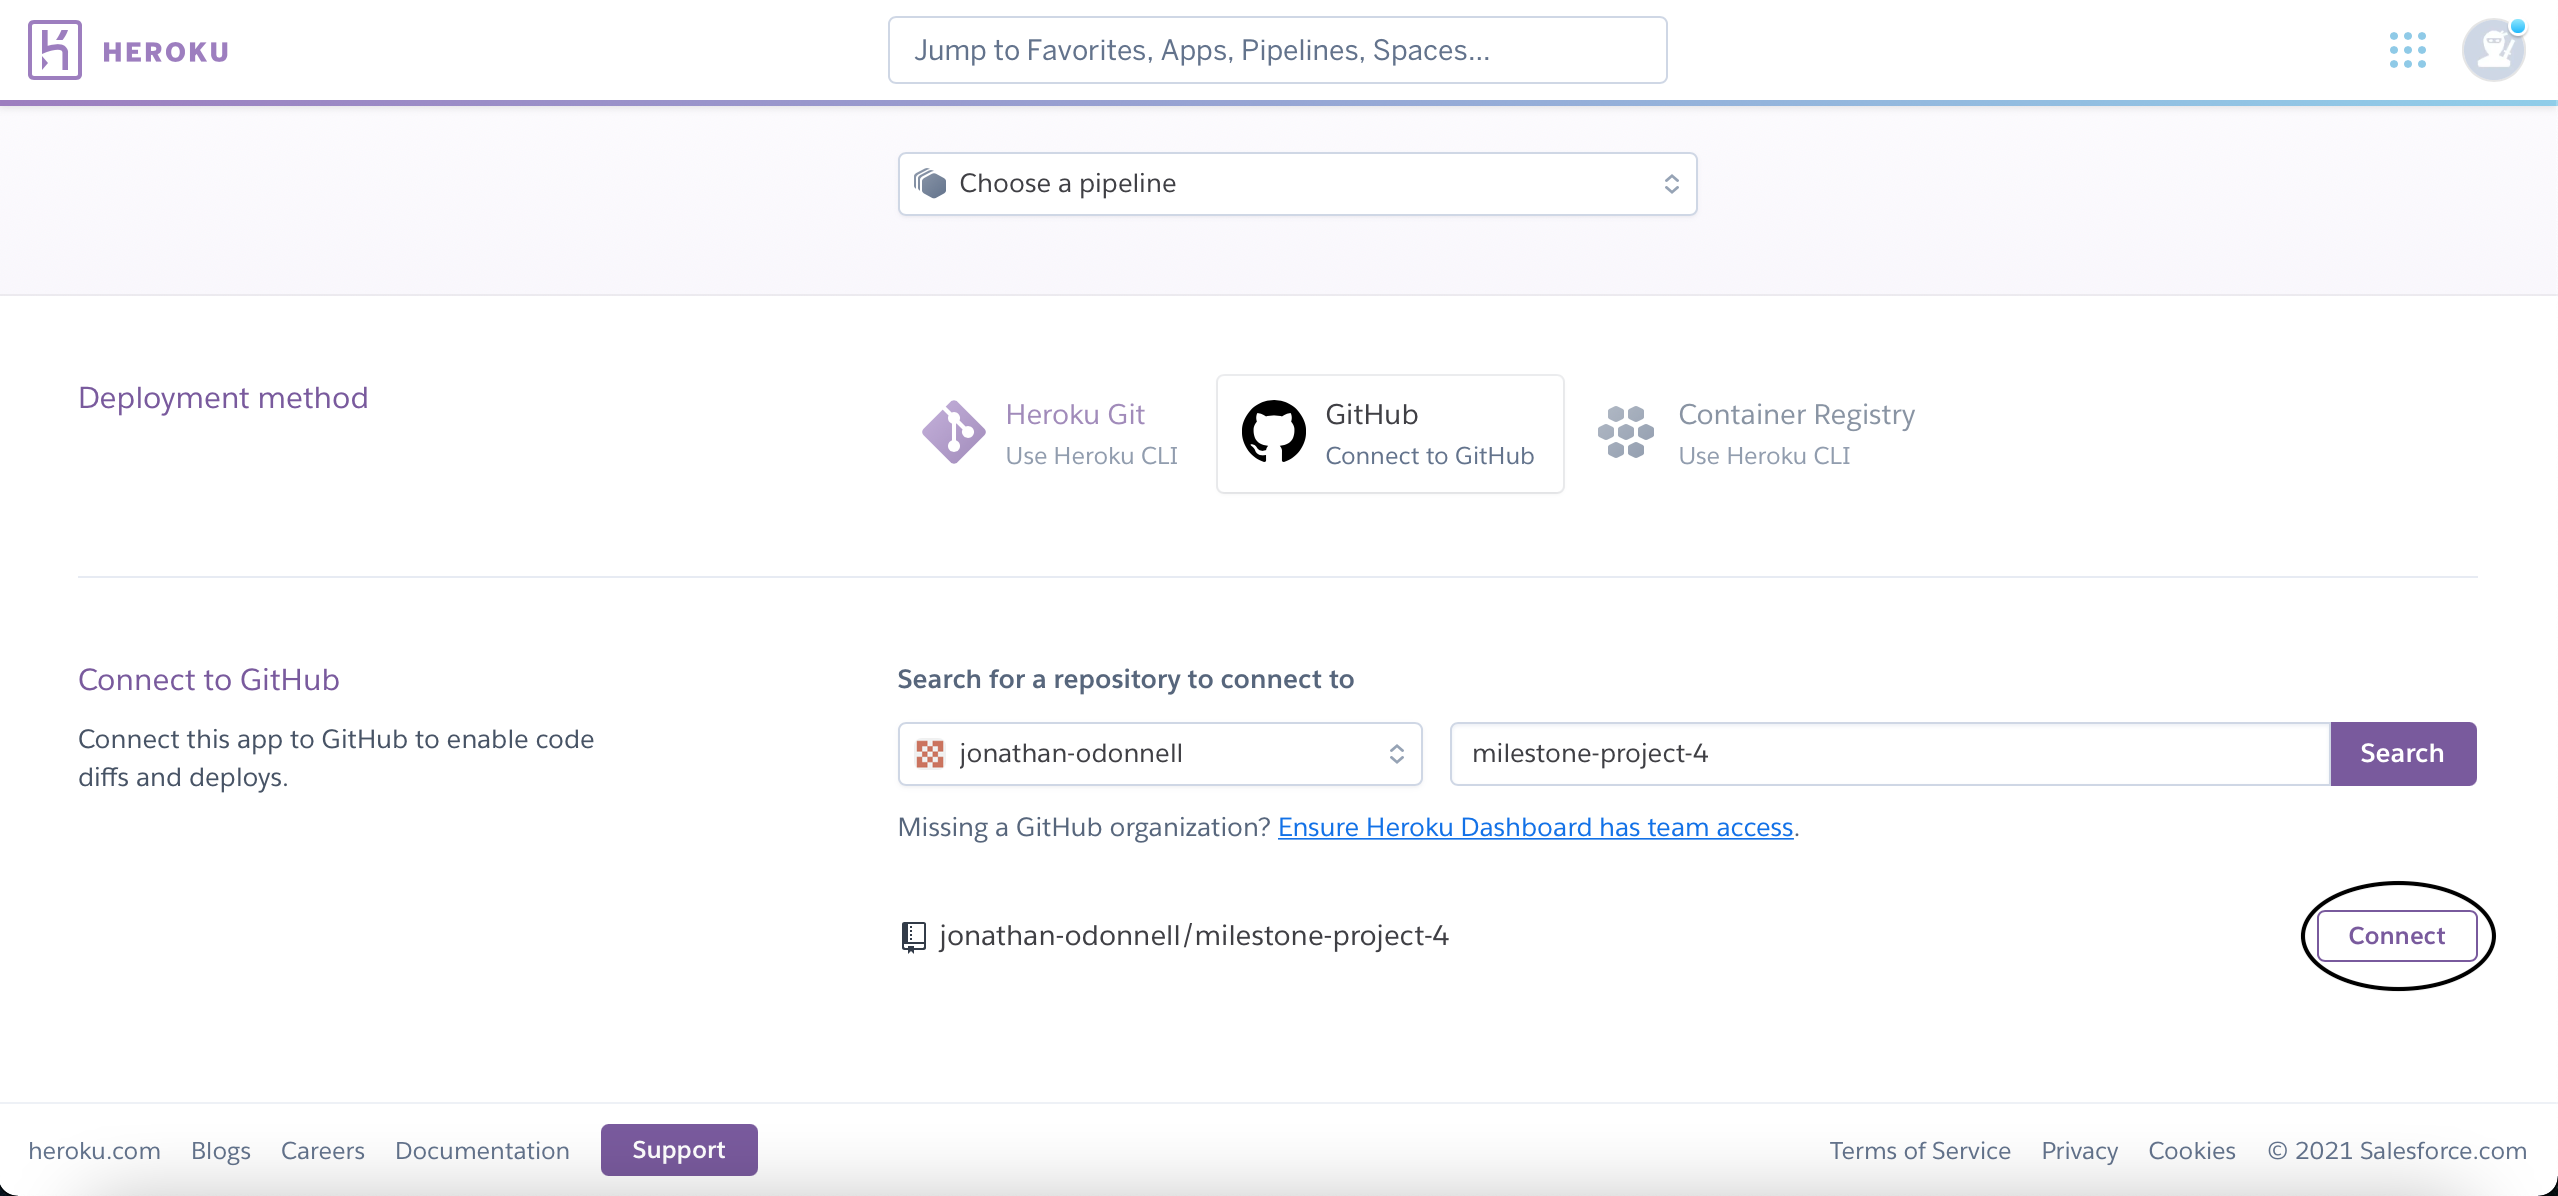 HEROKU
Jump to Favorites, Apps, Pipelines, Spaces...
Choose a pipeline
Deployment method
Heroku Git
Use Heroku CLI
GitHub
Connect to GitHub
Container Registry
Use Heroku CLI
Connect to GitHub
Connect this app to GitHub to enable code
diffs and deploys.
Search for a repository to connect to
jonathan-odonnell
milestone-project-4
Search
Missing a GitHub organization? Ensure Heroku Dashboard has team access.
jonathan-odonnell/milestone-project-4
Connect
heroku.com Blogs Careers Documentation Support
Terms of Service Privacy Cookies © 2021 Salesforce.com